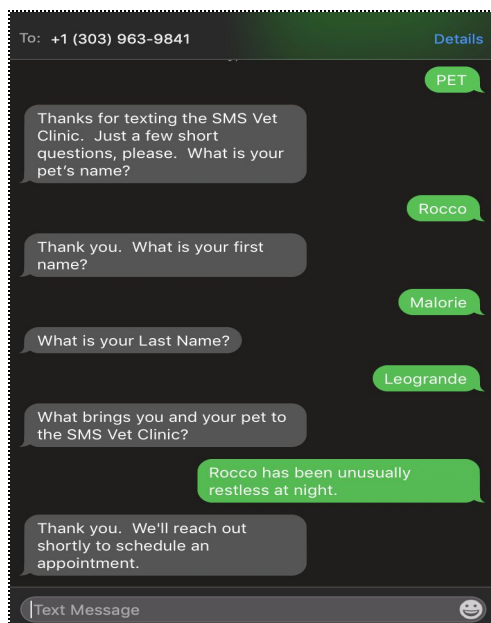 To: +1 (303) 963-9841
Details
PET
Thanks for texting the SMS Vet
Clinic.  Just a few short
questions, please.  What is your
pet's name?
Rocco
Thank you.  What is your first
name?
Malorie
What is your Last Name?
Leogrande
What brings you and your pet to
the SMS Vet Clinic?
Rocco has been unusually
restless at night.
Thank you.  We'll reach out
shortly to schedule an
appointment.
Text Message